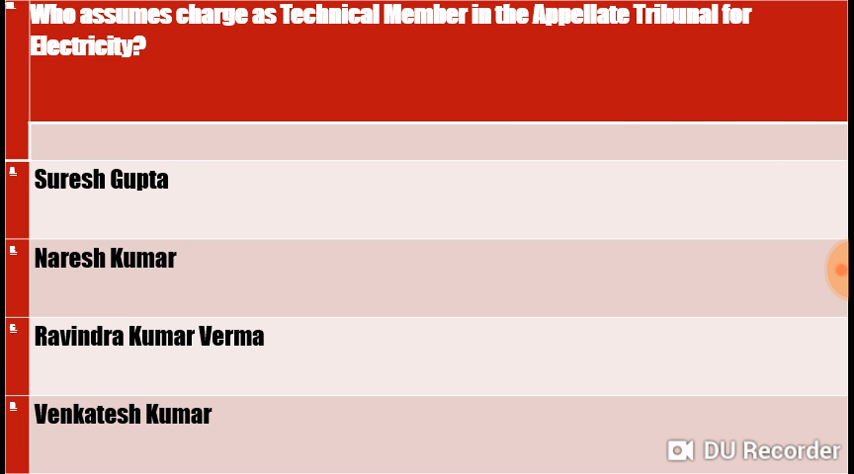 Who assumes charge as Technical Member in the Appellate Tribunal for
Electricity?
Suresh Gupta
Naresh Kumar
Ravindra Kumar Verma
Venkatesh Kumar
DU Recorder